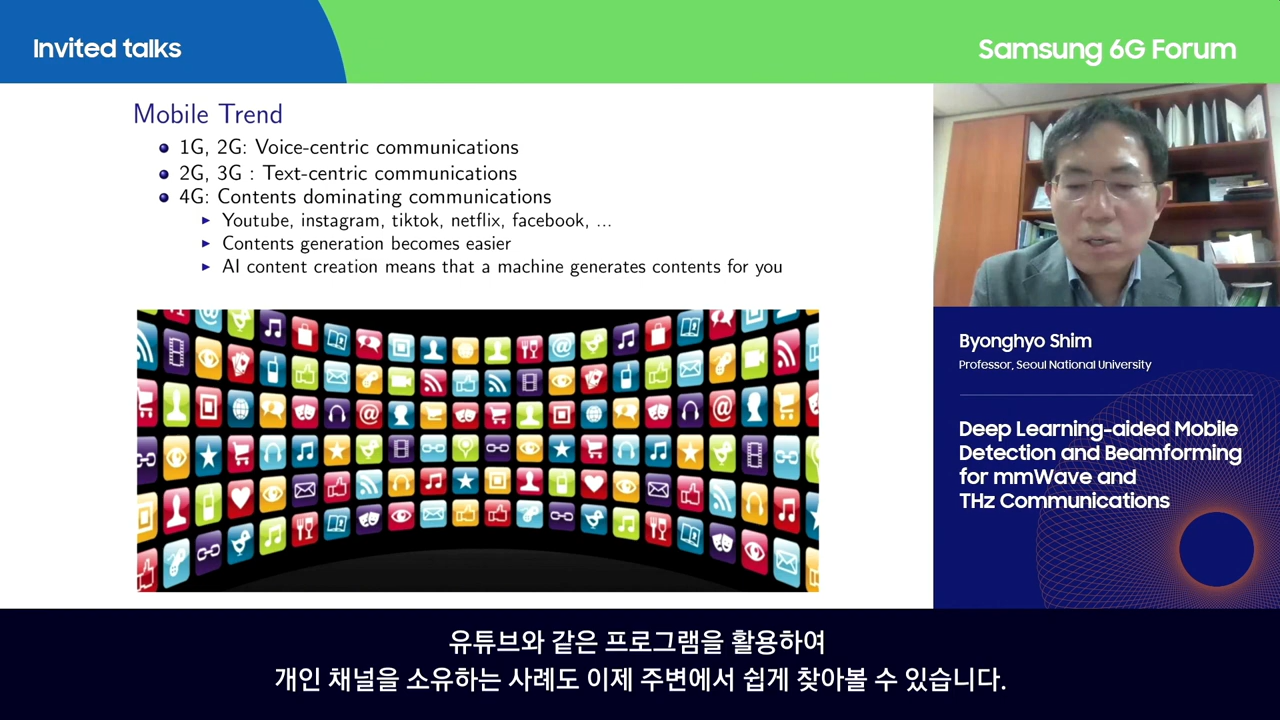 Invited talks
Samsung 6G Forum
Mobile Trend
1G, 2G: Voice-centric communications
2G, 3G : Text-centric communications
4G: Contents dominating communications
Youtube, instagram, tiktok, netflix, facebook, ...
Contents generation becomes easier
AI content creation means that a machine generates contents for you
Byonghyo Shim
Professor, Seoul National University
Deep Learning-aided Mobile
Detection and Beamforming
for mmWave and
THz Communications
유튜브와 같은 프로그램을 활용하여
개인 채널을 소유하는 사례도 이제 주변에서 쉽게 찾아볼 수 있습니다.